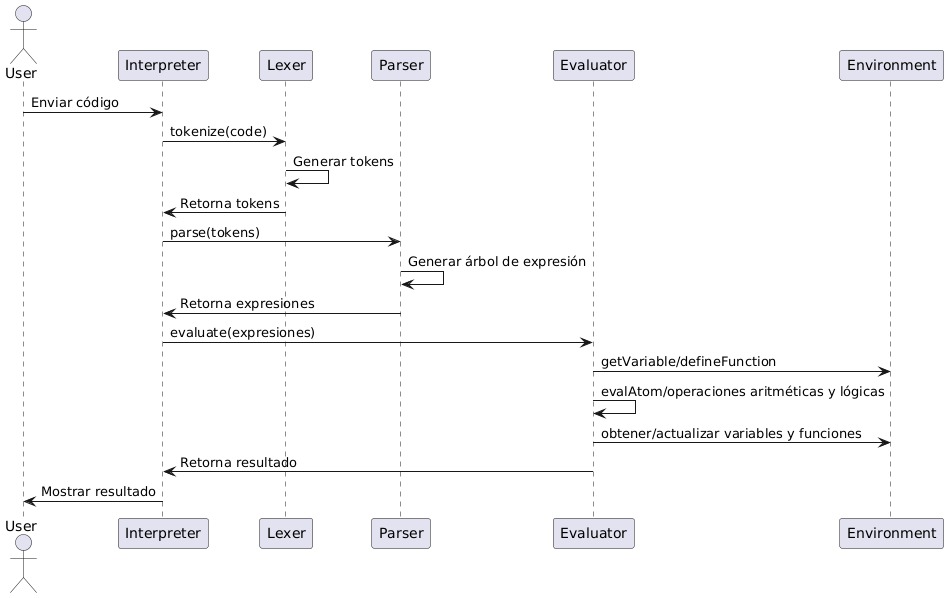 User
Interpreter
Lexer
Parser
Evaluator
Environment
Enviar código
tokenize(code)
Generar tokens
Retorna tokens
parse(tokens)
Generar árbol de expresión
Retorna expresiones
evaluate(expresiones)
getVariable/defineFunction
evalAtom/operaciones aritméticas y lógicas
obtener/actualizar variables y funciones
Retorna resultado
Mostrar resultado
User
Interpreter
Lexer
Parser
Evaluator
Environment